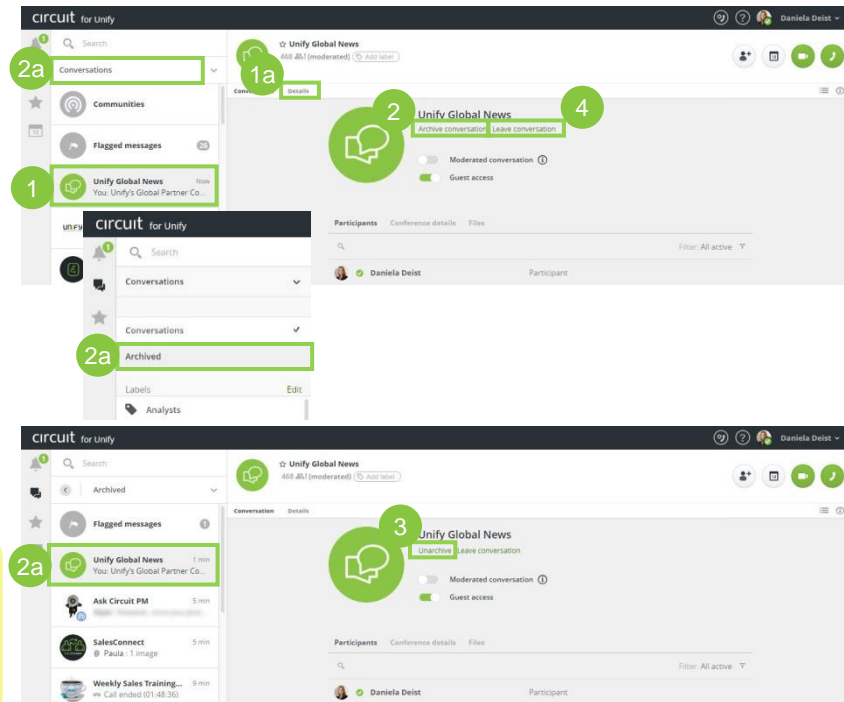 circuit for Unify
Daniela Deist
1
Search
2a
Conversations
Communities
Flagged messages
26
1
Unify Global News
Now
You: Unify's Global Partner Co...
unify
Unify Global News
468 (moderated) Add label
1a
Details
2
Unify Global News
4
Archive conversation Leave conversation
Moderated conversation
Guest access
Participants Conference details Files
Filter: All active
Daniela Deist
Participant
circuit for Unify
1
Search
Conversations
Conversations
2a
Archived
Labels
Edit
Analysts
circuit for Unify
Daniela Deist
1
Search
Archived
Flagged messages
1
2a
Unify Global News
1 min
You: Unify's Global Partner Co...
Ask Circuit PM
5 min
SalesConnect
5 min
@ Paula : 1 image
Weekly Sales Training...
9 min
Call ended (01:48:36)
Unify Global News
468 (moderated) Add label
Conversation Details
3
Unify Global News
Unarchive Leave conversation
Moderated conversation
Guest access
Participants Conference details Files
Filter: All active
Daniela Deist
Participant